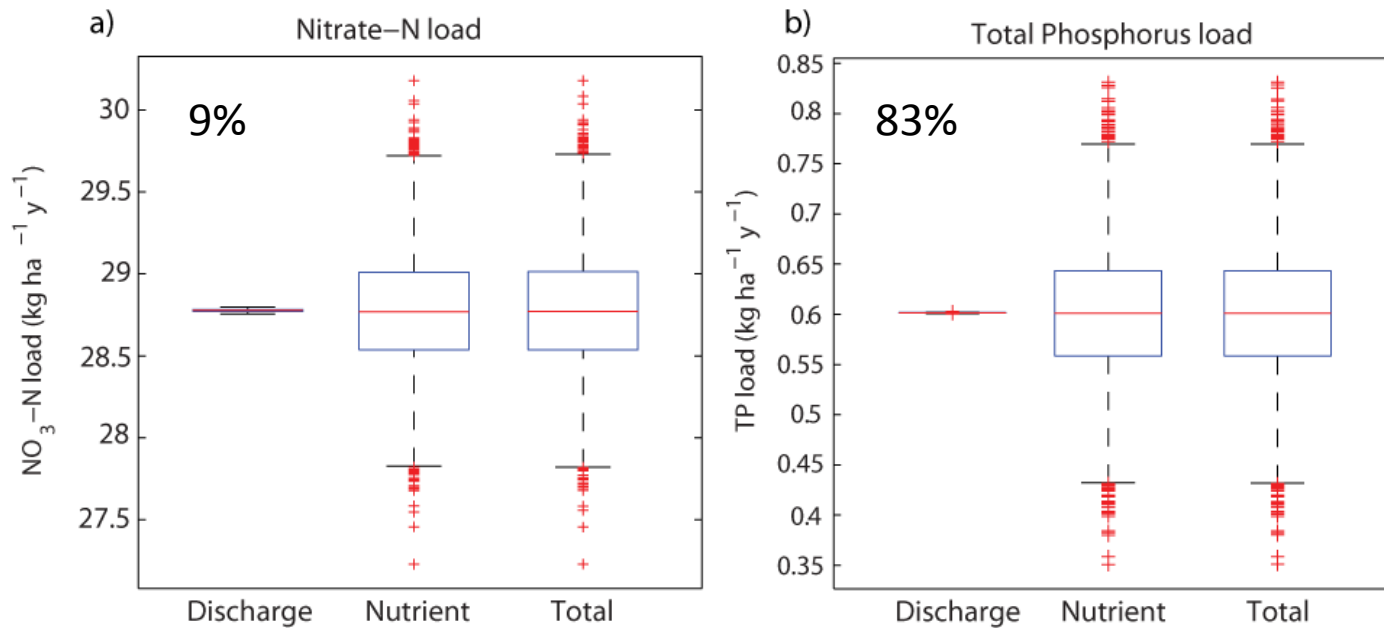 a)
Nitrate−N load
9%
30
29.5
29
28.5
28
27.5
NO3−N load (kg ha−1 y−1)
Discharge Nutrient Total
b)
Total Phosphorus load
83%
0.85
0.8
0.75
0.7
0.65
0.6
0.55
0.5
0.45
0.4
0.35
TP load (kg ha−1 y−1)
Discharge Nutrient Total